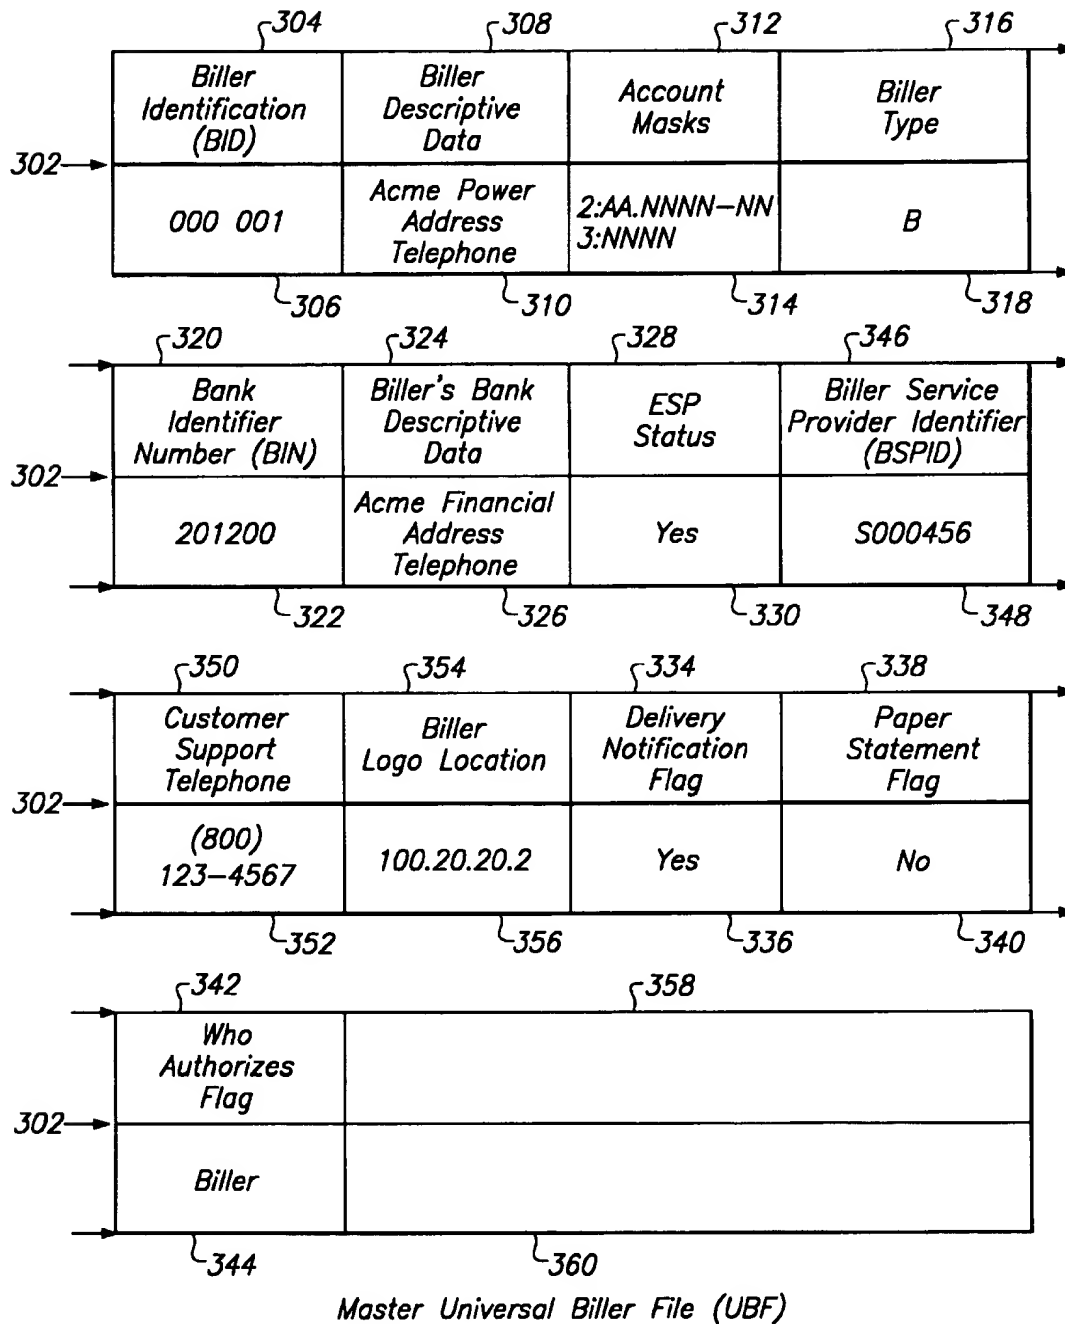 304 308 312 316
Biller Identification (BID)
Biller Descriptive Data
Account Masks
Biller Type
302
000 001
Acme Power Address Telephone
2:AA.NNNN-NN
3:NNNN
B
306 310 314 318
320 324 328 346
Bank Identifier Number (BIN)
Biller's Bank Descriptive Data
ESP Status
Biller Service Provider Identifier (BSPID)
302
201200
Acme Financial Address Telephone
Yes
S000456
322 326 330 348
350 354 334 338
Customer Support Telephone
Biller Logo Location
Delivery Notification Flag
Paper Statement Flag
302
(800) 123-4567
100.20.20.2
Yes
No
352 356 336 340
342 358
Who Authorizes Flag
302
Biller
344 360
Master Universal Biller File (UBF)